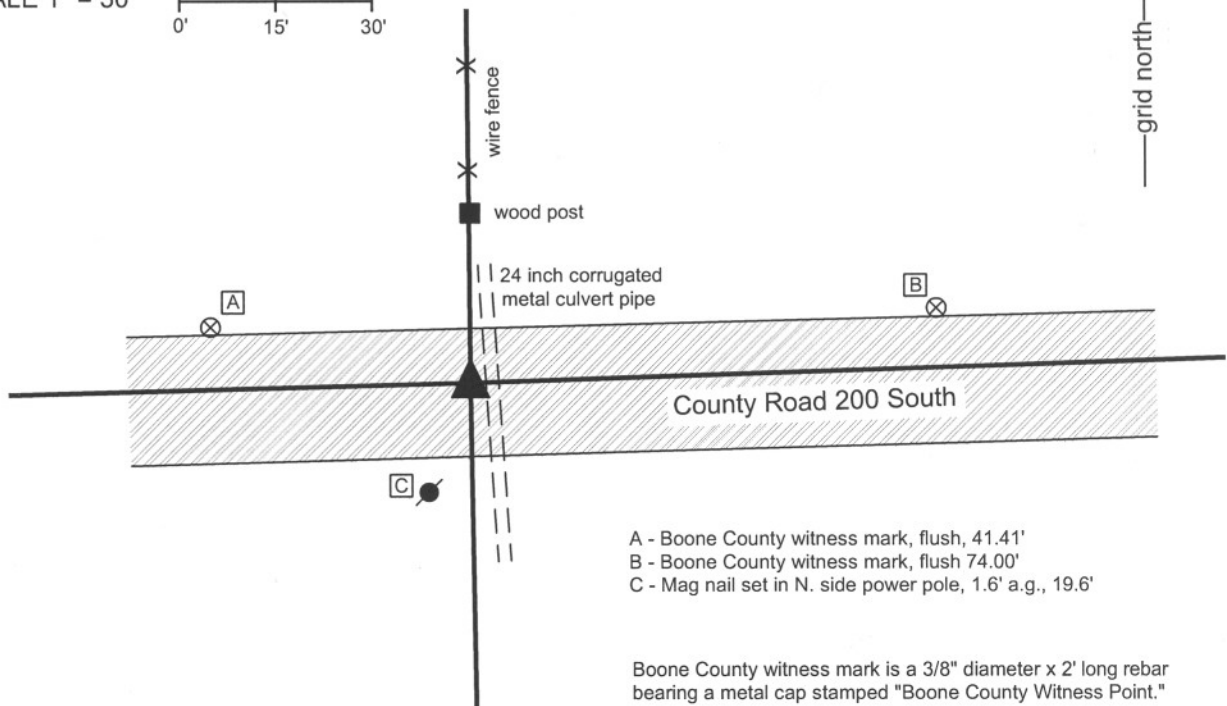 0' 15' 30'
grid north
wire fence
wood post
24 inch corrugated
metal culvert pipe
A
B
County Road 200 South
C
A - Boone County witness mark, flush, 41.41'
B - Boone County witness mark, flush 74.00'
C - Mag nail set in N. side power pole, 1.6' a.g., 19.6'
Boone County witness mark is a 3/8" diameter x 2' long rebar
bearing a metal cap stamped "Boone County Witness Point."